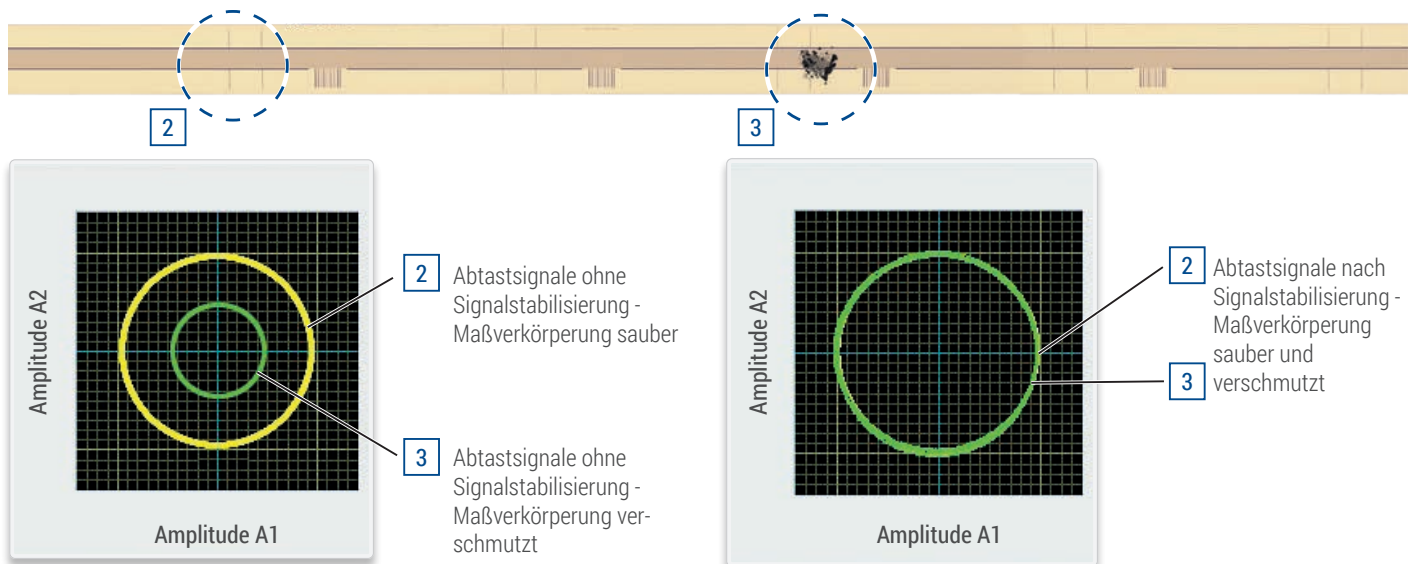 2
3
Amplitude A2
Amplitude A1
2 Abtastsignale ohne
Signalstabilisierung -
Maßverkörperung sauber
3 Abtastsignale ohne
Signalstabilisierung -
Maßverkörperung ver-
schmutzt
Amplitude A2
Amplitude A1
2 Abtastsignale nach
Signalstabilisierung -
Maßverkörperung
sauber und
3 verschmutzt